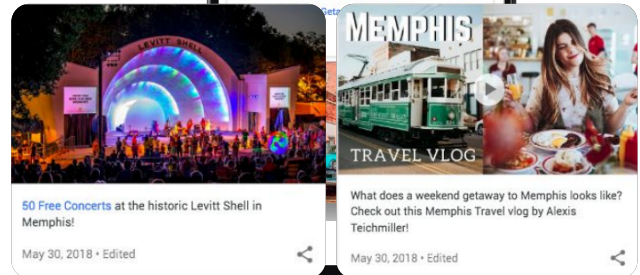 LEVITT SHELL
50 Free Concerts at the historic Levitt Shell in
Memphis!
May 30, 2018 • Edited
Geta
MEMPHIS
TRAVEL VLOG
What does a weekend getaway to Memphis looks like?
Check out this Memphis Travel vlog by Alexis
Teichmiller!
May 30, 2018 • Edited